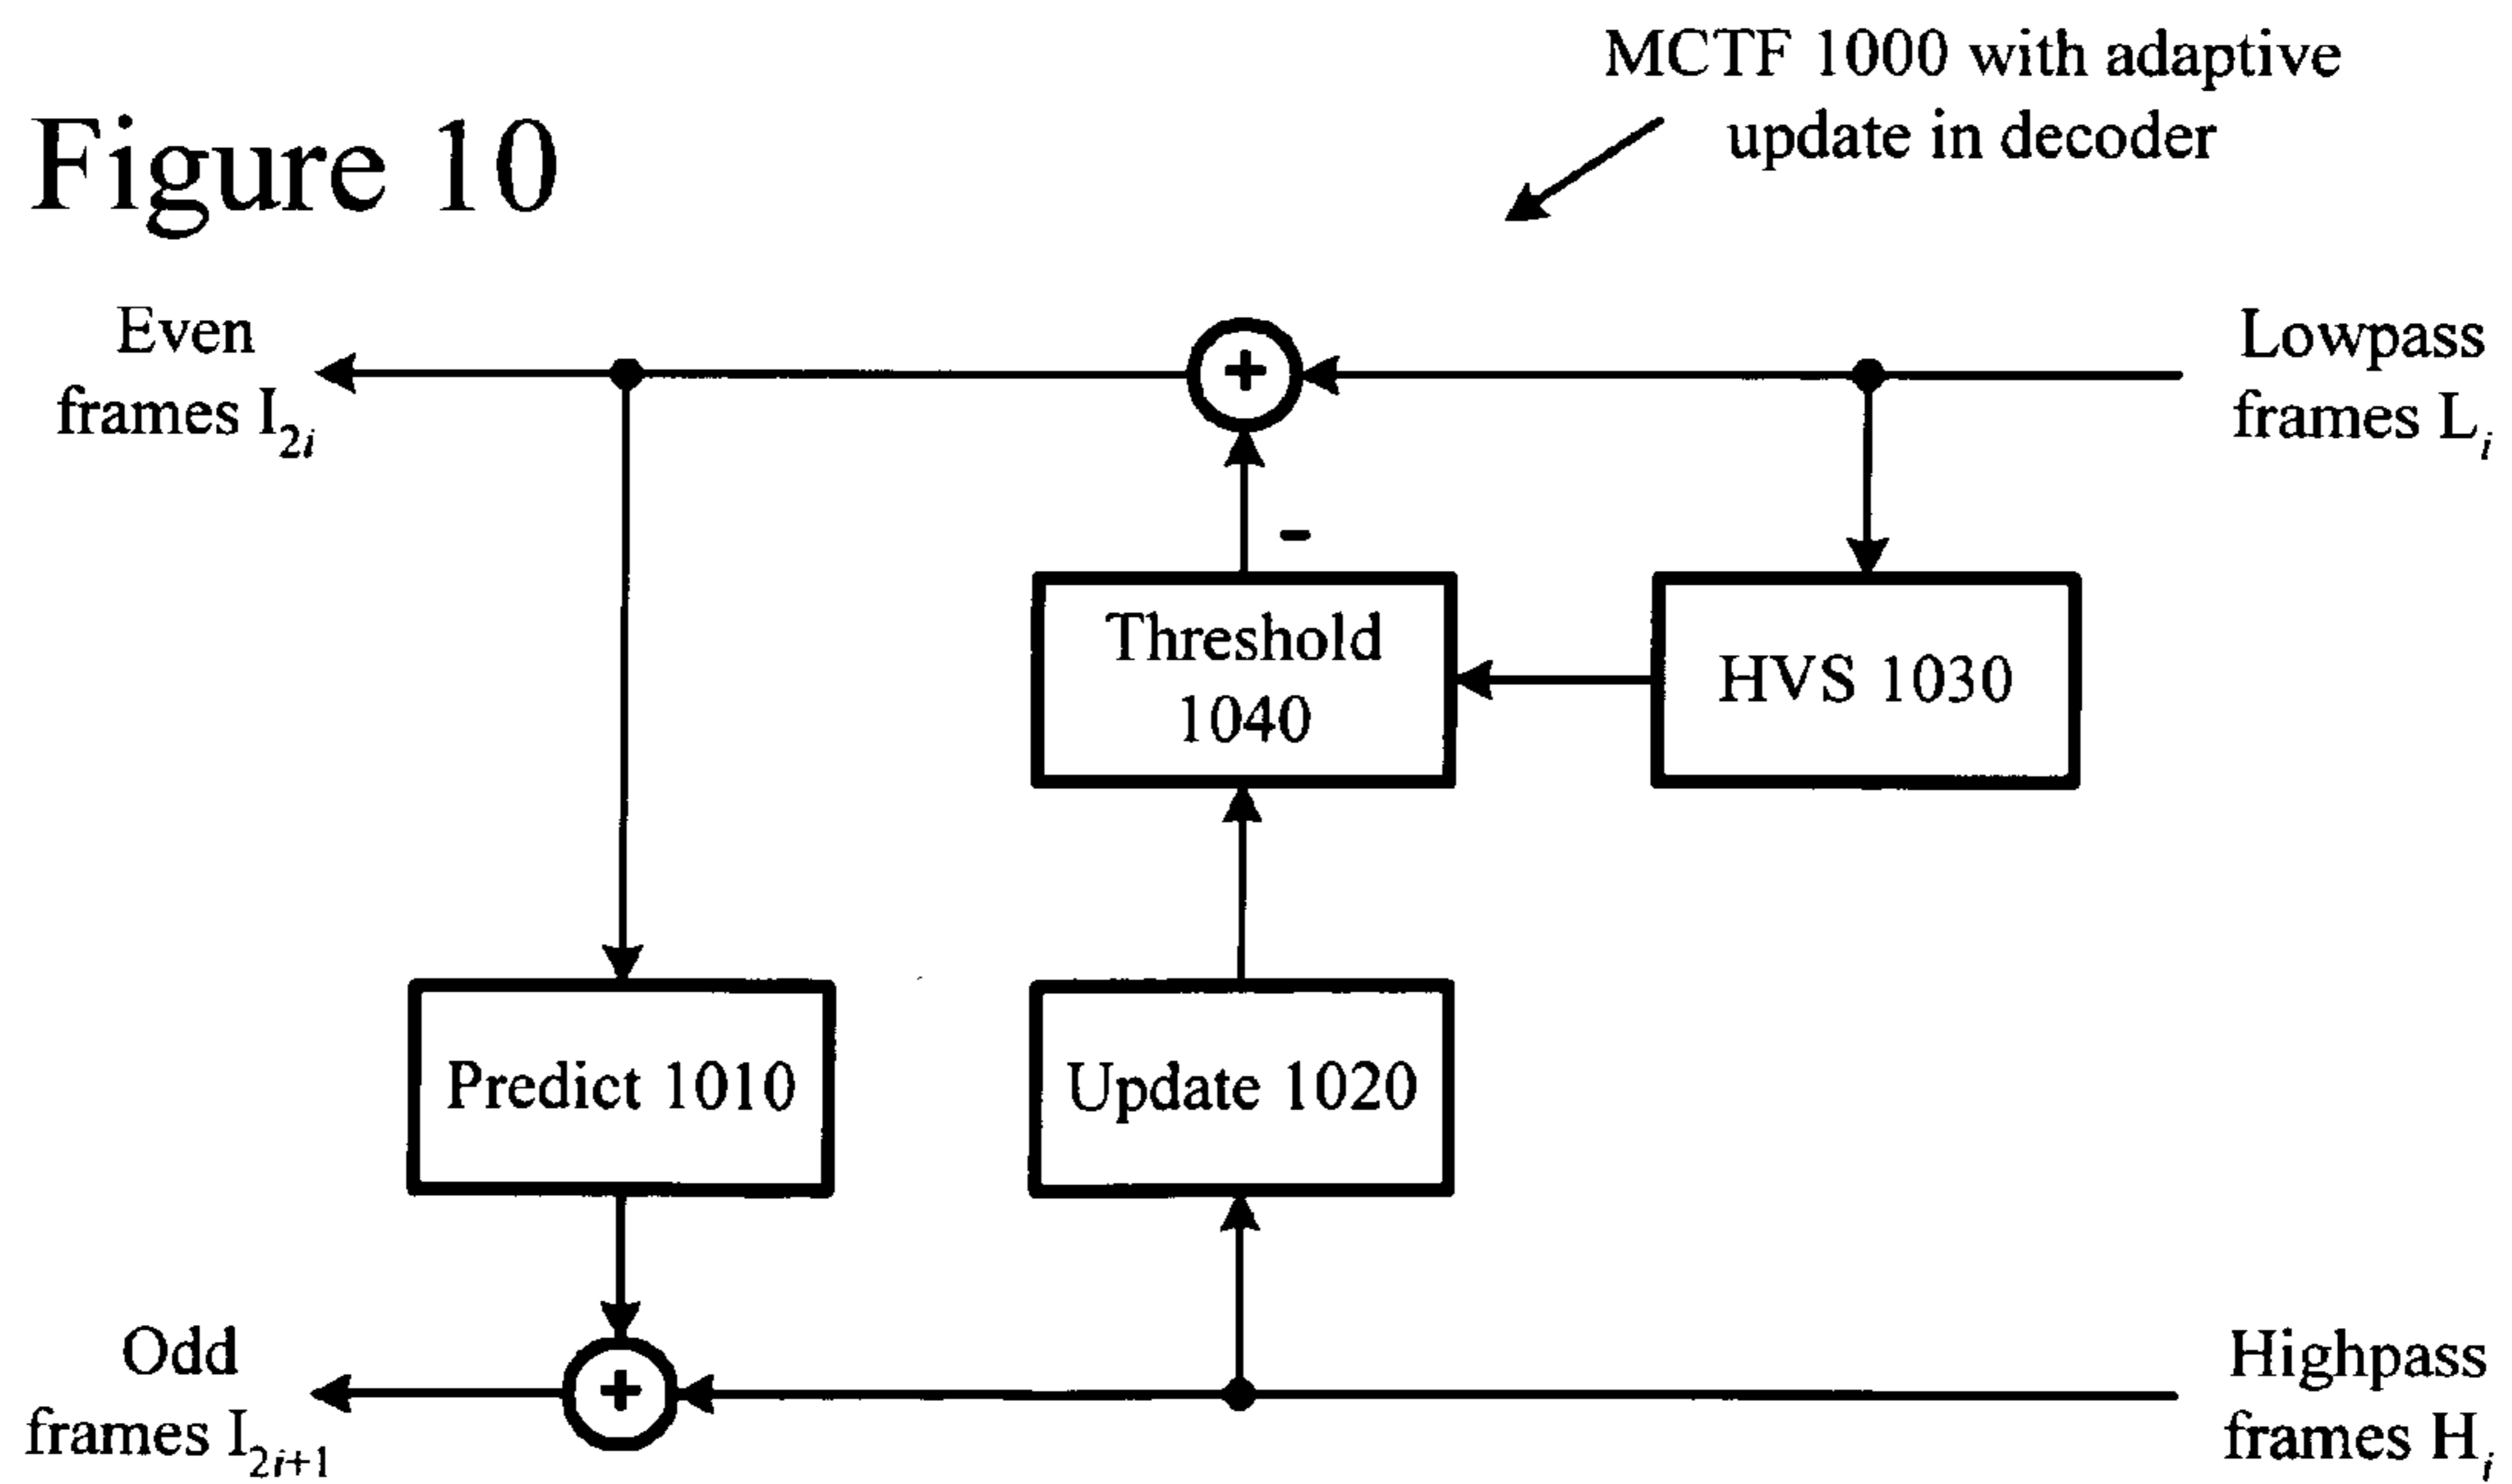 MCTF 1000 with adaptive
update in decoder
Figure 10
Even
frames I2i
+
Lowpass
frames Li
-
Threshold
1040
HVS 1030
Predict 1010
Update 1020
Odd
frames I2i+1
+
Highpass
frames Hi